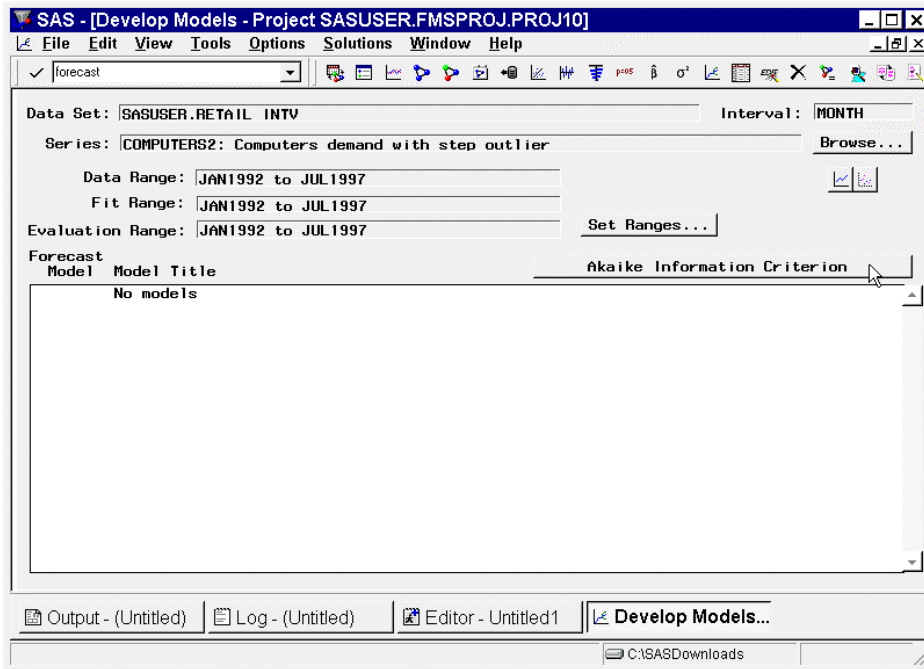 SAS - [Develop Models - Project SASUSER.FMSPROJ.PROJ10]
File Edit View Tools Options Solutions Window Help
forecast
p=05 β̂ σ²
Data Set: SASUSER.RETAIL INTV Interval: MONTH
Series: COMPUTERS2: Computers demand with step outlier Browse...
Data Range: JAN1992 to JUL1997
Fit Range: JAN1992 to JUL1997
Evaluation Range: JAN1992 to JUL1997 Set Ranges...
Forecast
Model Model Title Akaike Information Criterion
No models
Output - (Untitled) Log - (Untitled) Editor - Untitled1 Develop Models...
C:\SASDownloads